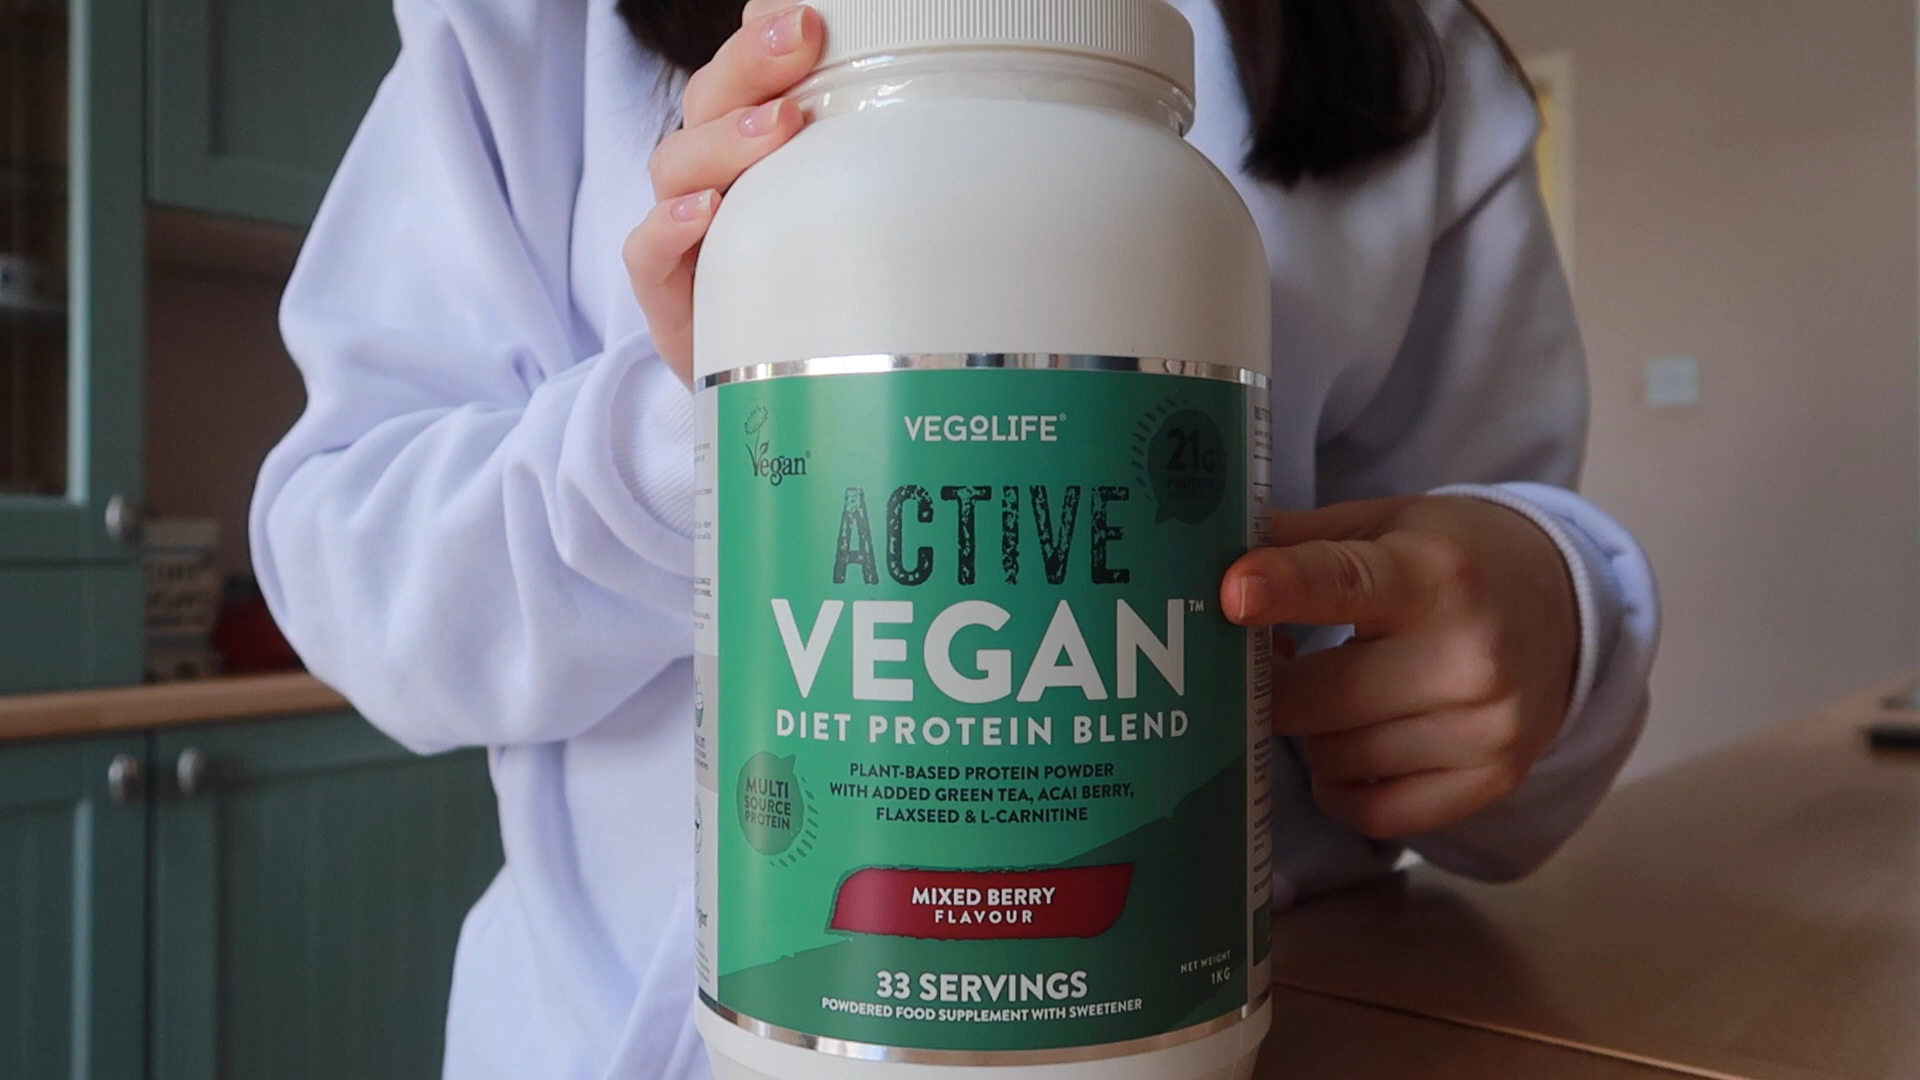 VEGOLIFE®
Vegan®
21G
PROTEIN
ACTIVE
VEGAN™
DIET PROTEIN BLEND
PLANT-BASED PROTEIN POWDER
WITH ADDED GREEN TEA, ACAI BERRY,
FLAXSEED & L-CARNITINE
MULTI
SOURCE
PROTEIN
MIXED BERRY
FLAVOUR
NET WEIGHT
1KG
33 SERVINGS
POWDERED FOOD SUPPLEMENT WITH SWEETENER